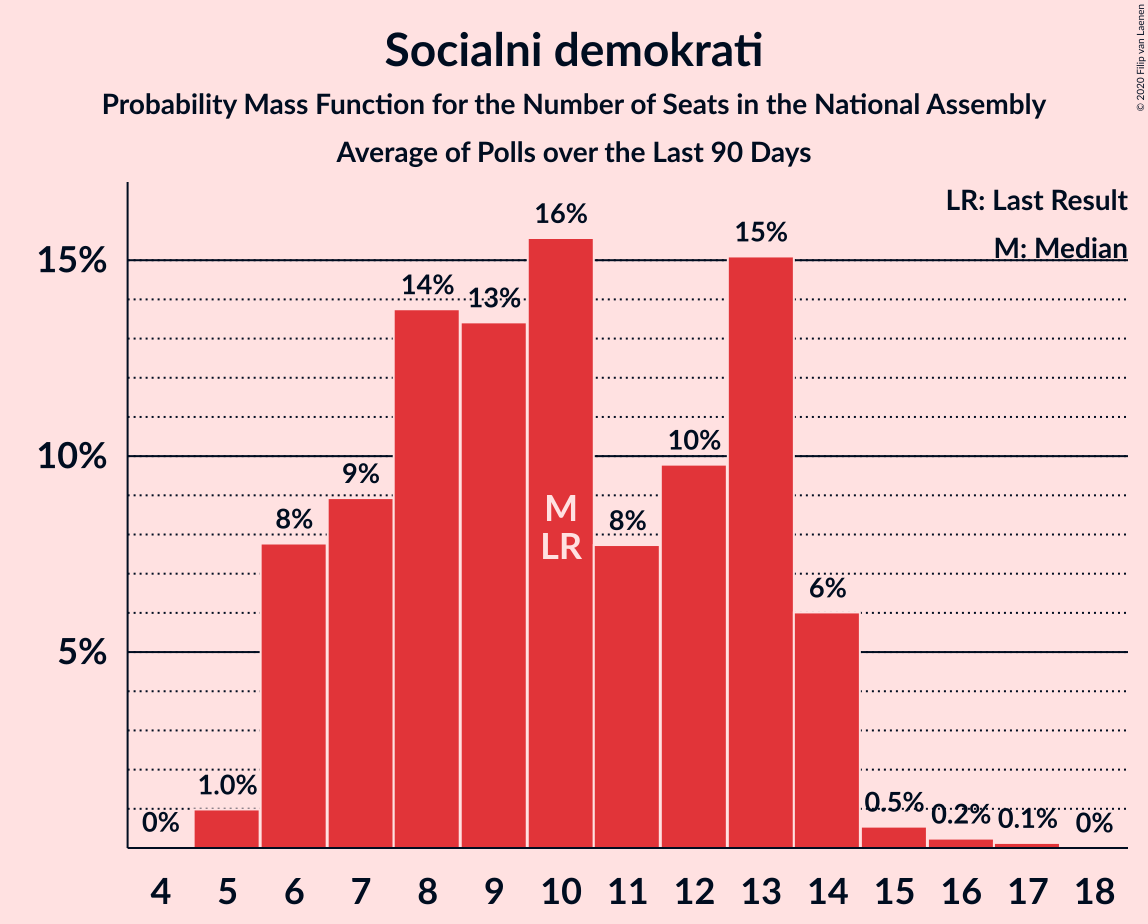 Socialni demokrati
Probability Mass Function for the Number of Seats in the National Assembly
Average of Polls over the Last 90 Days
© 2020 Filip van Laenen
LR: Last Result
M: Median
15%
10%
5%
0%
1.0%
8%
9%
14%
13%
16%
8%
10%
15%
6%
0.5%
0.2%
0.1%
0%
M
LR
4 5 6 7 8 9 10 11 12 13 14 15 16 17 18